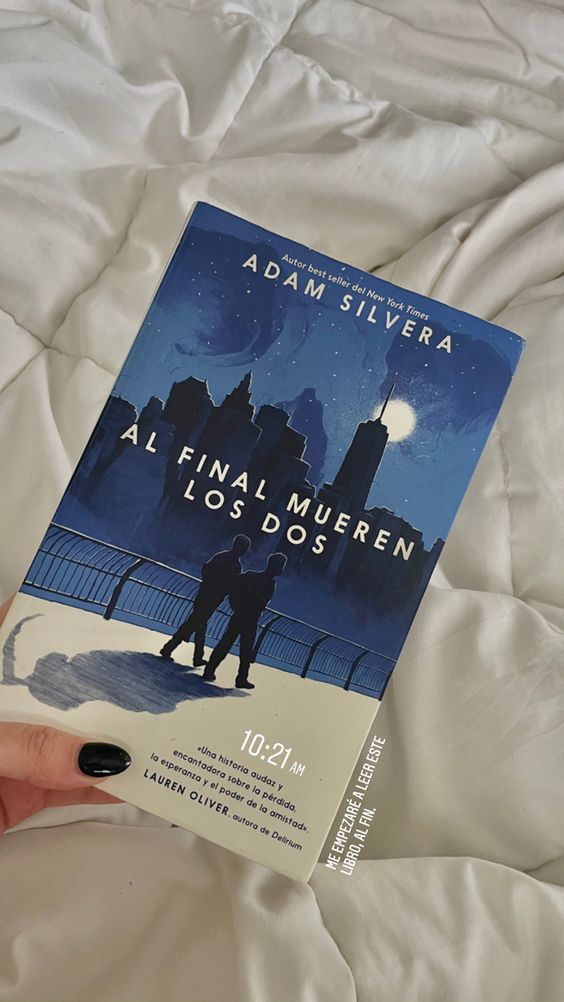 Autor best seller del New York Times
ADAM SILVERA
AL FINAL MUEREN
LOS DOS
10:21 AM
«Una historia audaz y
encantadora sobre la pérdida,
la esperanza y el poder de la amistad».
LAUREN OLIVER, autora de Delirium
ME EMPEZARÉ A LEER ESTE
LIBRO, AL FIN.